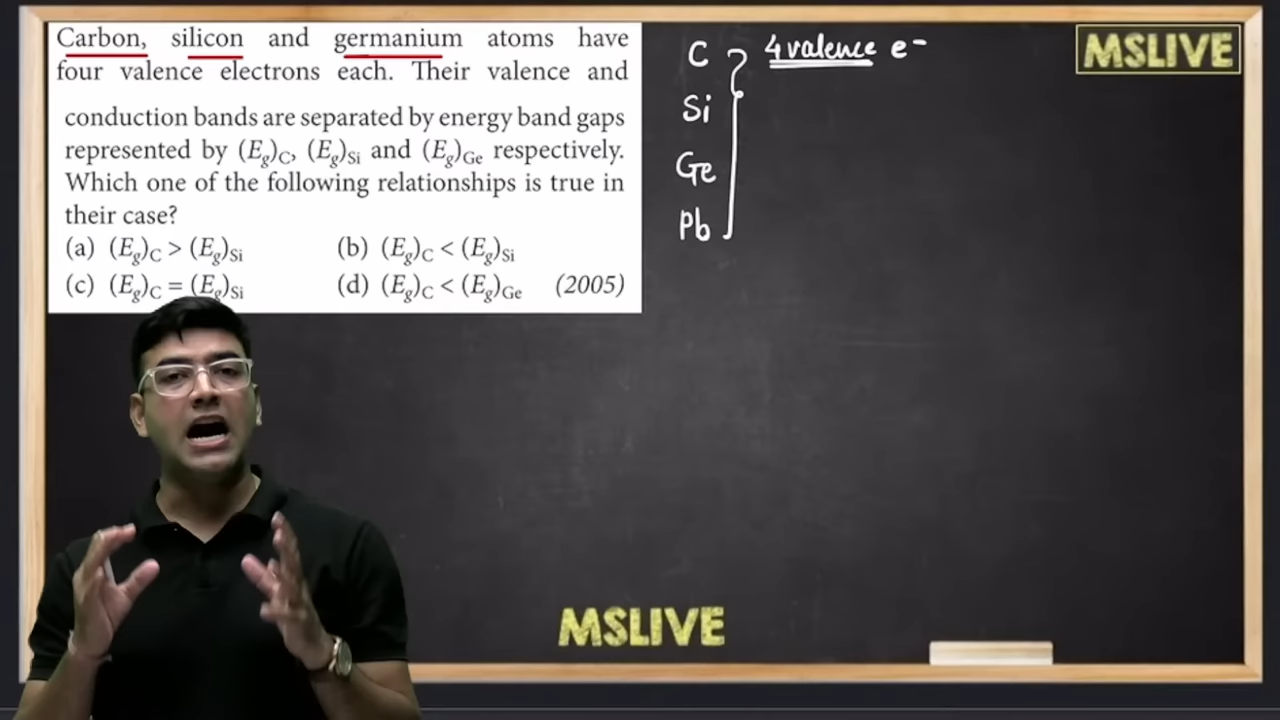 Carbon, silicon and germanium atoms have
four valence electrons each. Their valence and
conduction bands are separated by energy band gaps
represented by (E_g)_C, (E_g)_Si and (E_g)_Ge respectively.
Which one of the following relationships is true in
their case?
(a) (E_g)_C > (E_g)_Si (b) (E_g)_C < (E_g)_Si
(c) (E_g)_C = (E_g)_Si (d) (E_g)_C < (E_g)_Ge (2005)
C 4 valence e⁻
Si
Ge
Pb
MSLIVE
MSLIVE